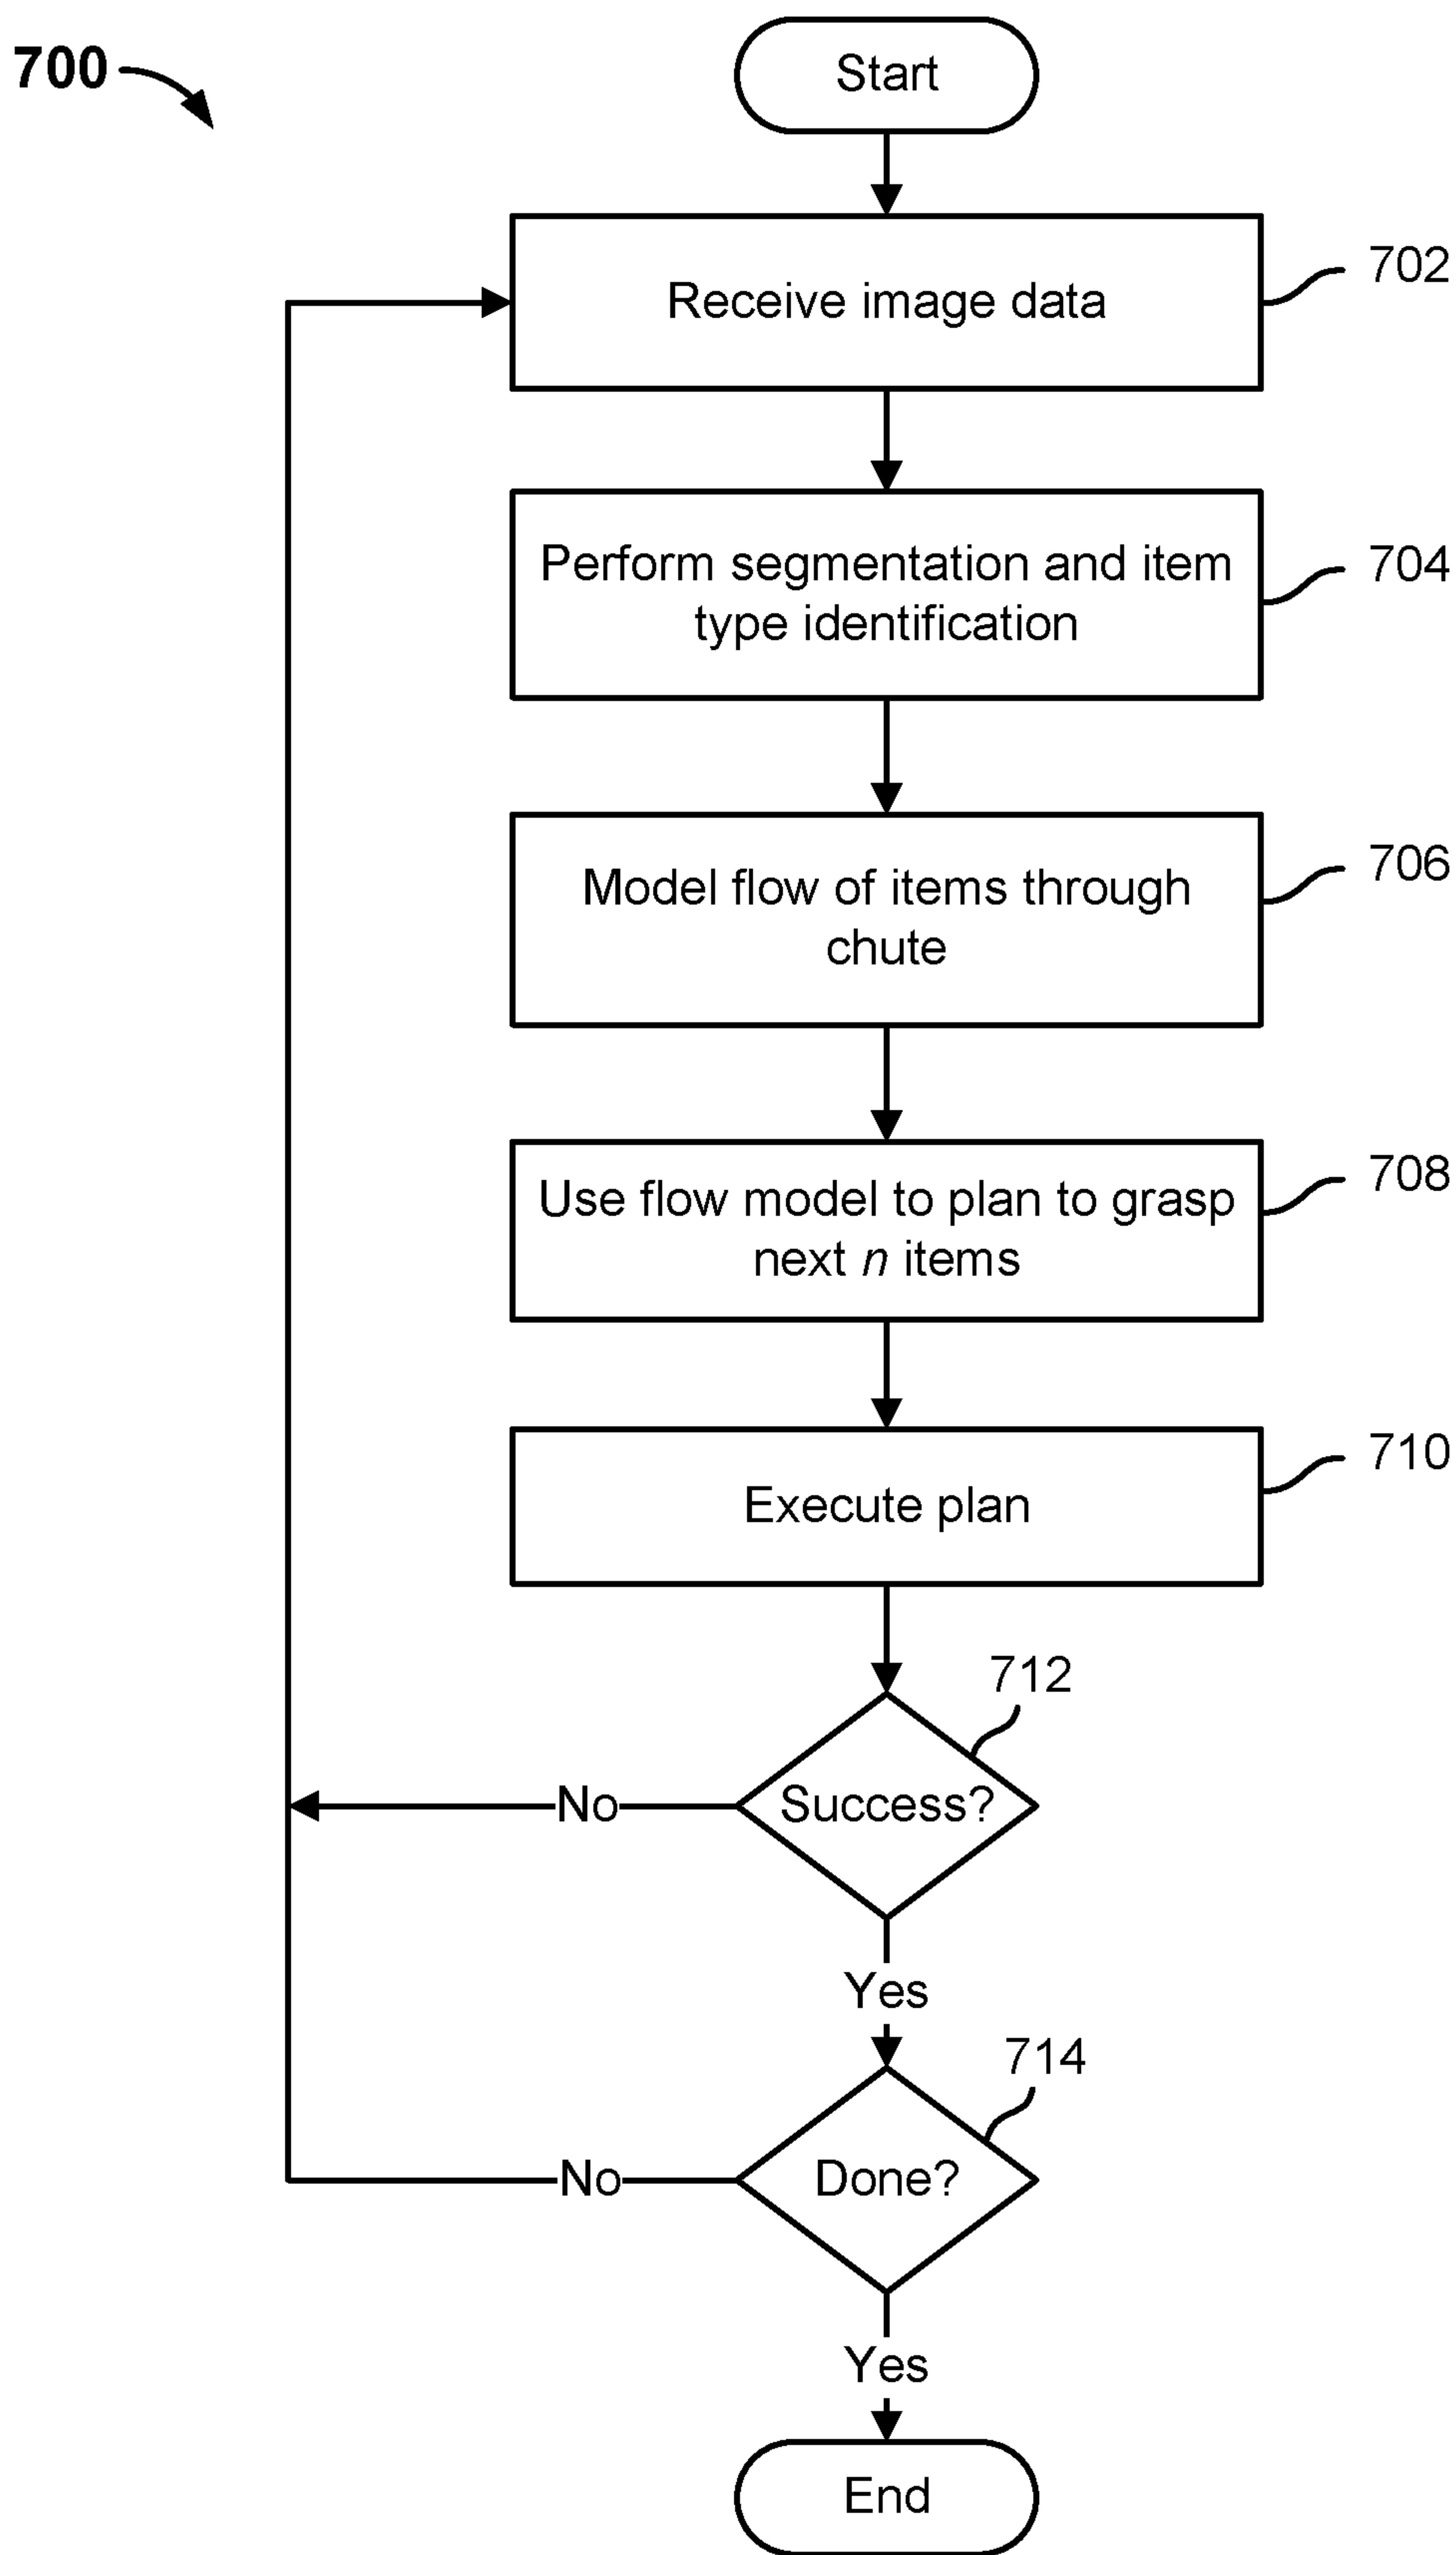 700
Start
Receive image data
702
Perform segmentation and item
type identification
704
Model flow of items through
chute
706
Use flow model to plan to grasp
next n items
708
Execute plan
710
712
Success?
No
Yes
714
Done?
No
Yes
End